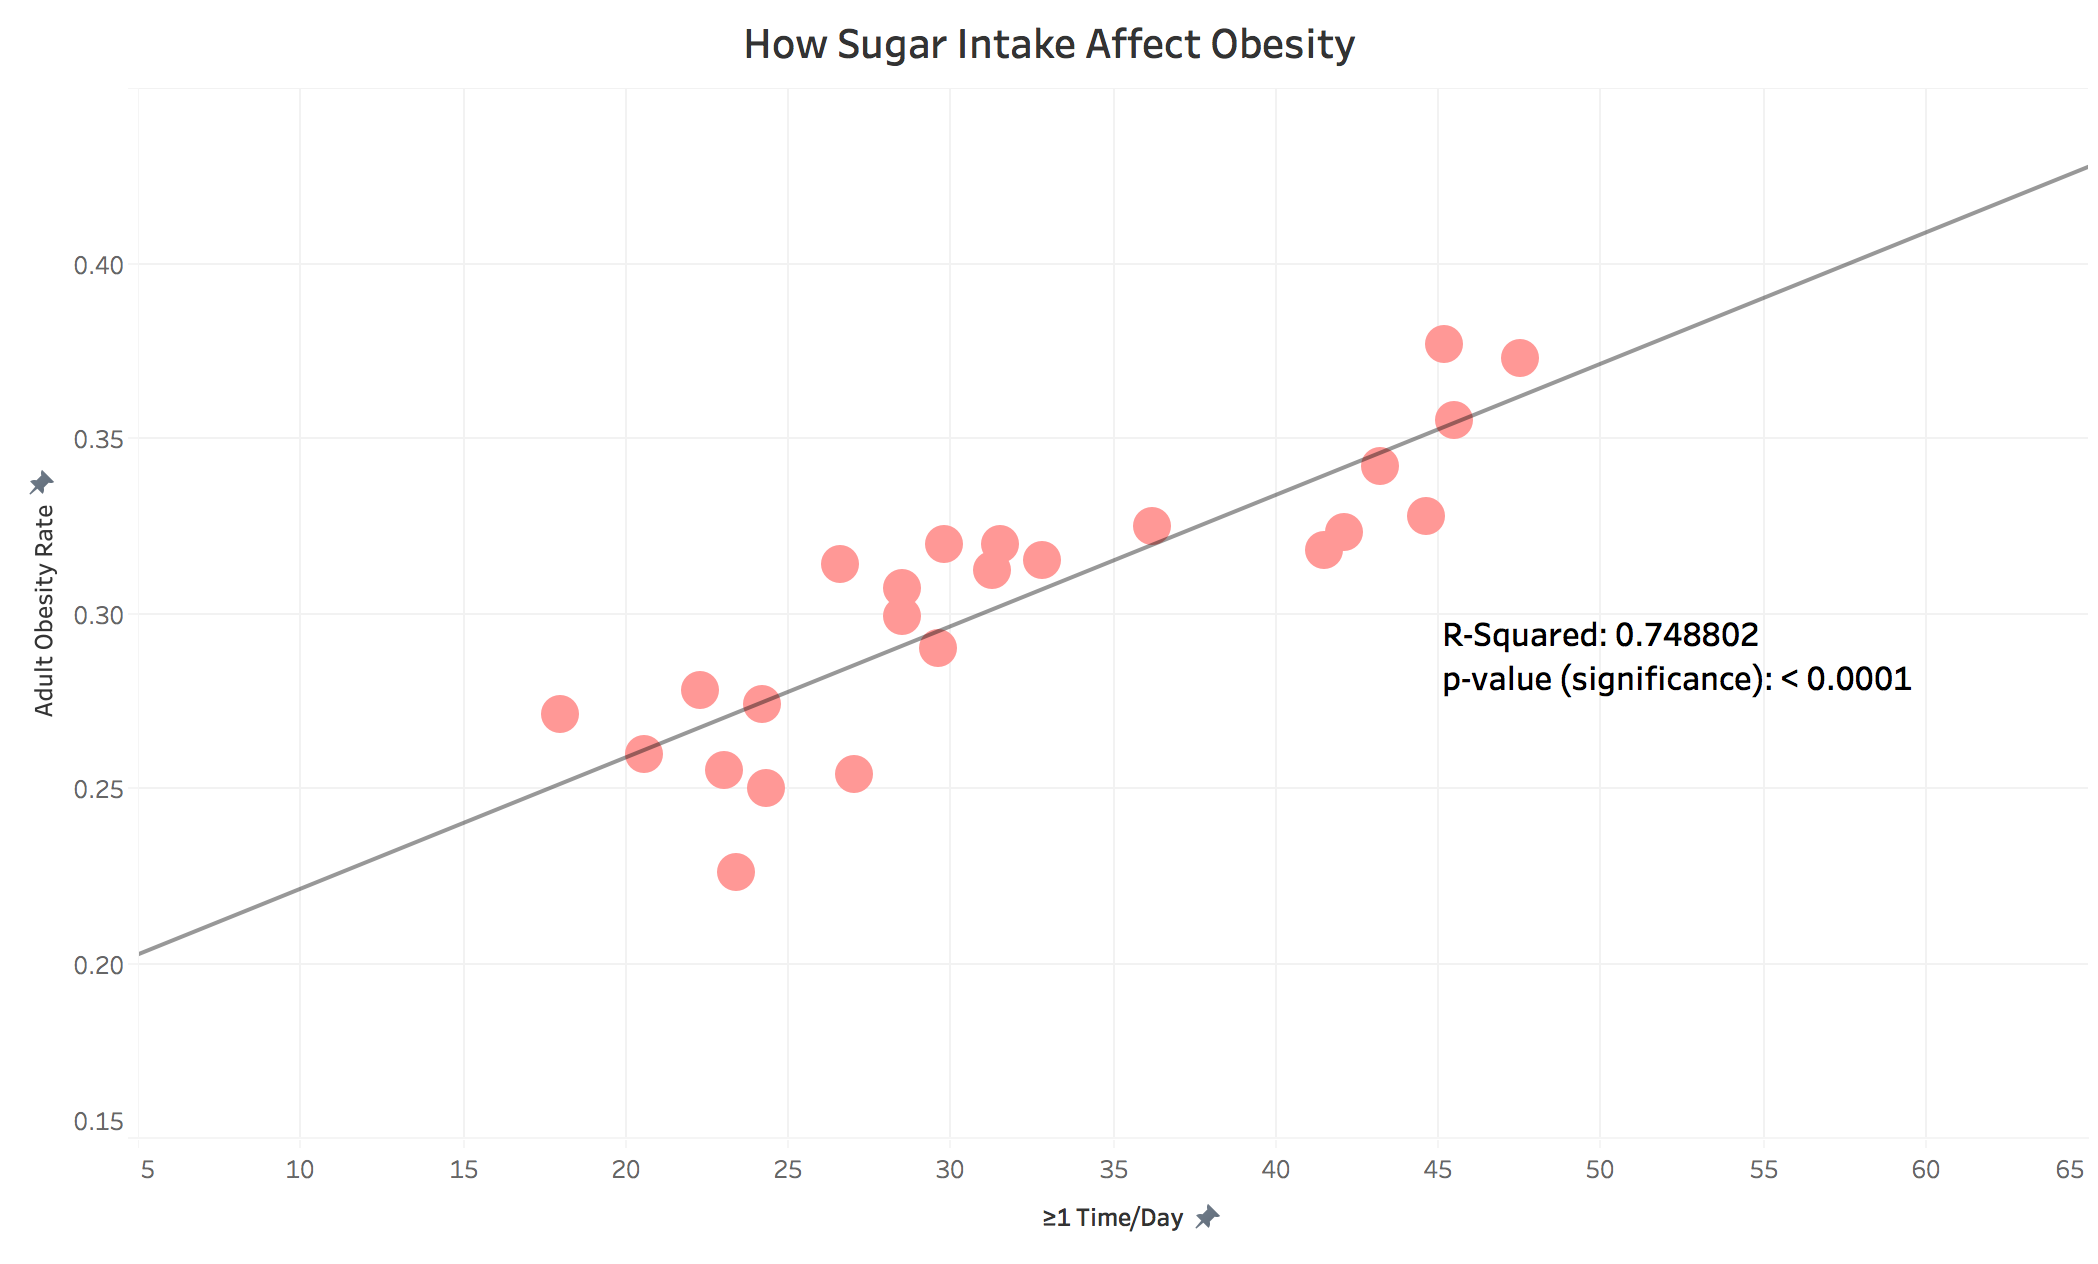 How Sugar Intake Affect Obesity
0.40
0.35
0.30
0.25
0.20
0.15
Adult Obesity Rate
R-Squared: 0.748802
p-value (significance): < 0.0001
5 10 15 20 25 30 35 40 45 50 55 60 65
≥1 Time/Day